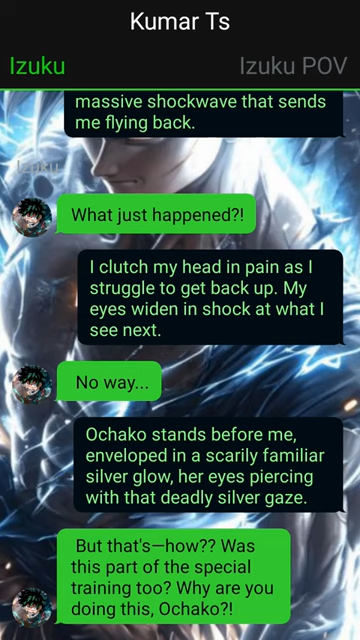 Kumar Ts
Izuku
Izuku POV
massive shockwave that sends
me flying back.
Izuku
What just happened?!
I clutch my head in pain as I
struggle to get back up. My
eyes widen in shock at what I
see next.
No way...
Ochako stands before me,
enveloped in a scarily familiar
silver glow, her eyes piercing
with that deadly silver gaze.
But that's—how?? Was
this part of the special
training too? Why are you
doing this, Ochako?!